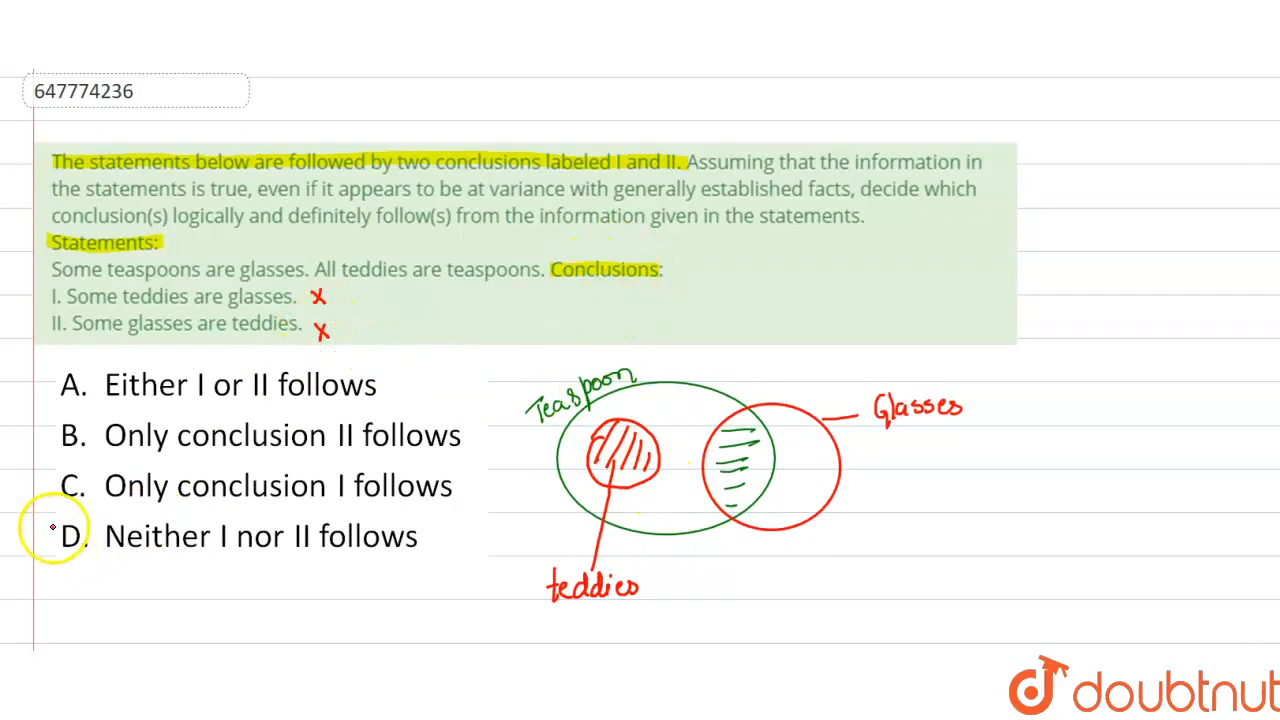 647774236
The statements below are followed by two conclusions labeled I and II. Assuming that the information in
the statements is true, even if it appears to be at variance with generally established facts, decide which
conclusion(s) logically and definitely follow(s) from the information given in the statements.
Statements:
Some teaspoons are glasses. All teddies are teaspoons. Conclusions:
I. Some teddies are glasses. x
II. Some glasses are teddies. x
A. Either I or II follows
B. Only conclusion II follows
C. Only conclusion I follows
D. Neither I nor II follows
Teaspoon
Glasses
teddies
doubtnut